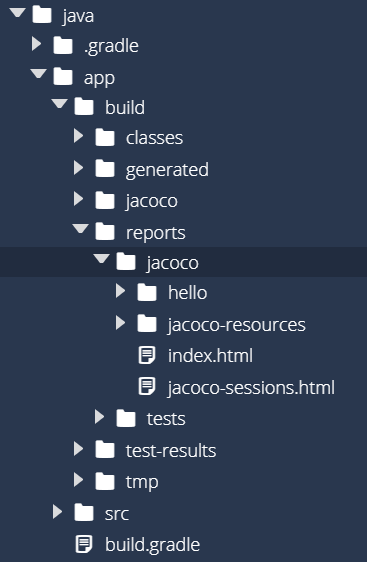 java
.gradle
app
build
classes
generated
jacoco
reports
jacoco
hello
jacoco-resources
index.html
jacoco-sessions.html
tests
test-results
tmp
src
build.gradle